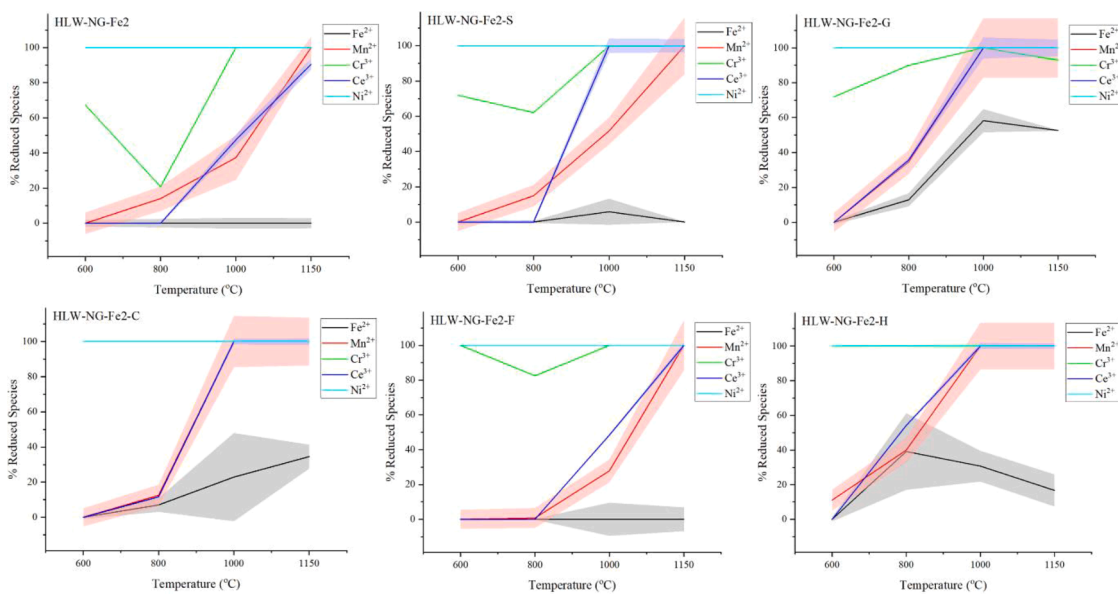 HLW-NG-Fe2
% Reduced Species
100
80
60
40
20
0
600
800
1000
1150
Temperature (°C)
Fe²⁺
Mn²⁺
Cr³⁺
Ce³⁺
Ni²⁺
HLW-NG-Fe2-S
% Reduced Species
100
80
60
40
20
0
600
800
1000
1150
Temperature (°C)
Fe²⁺
Mn²⁺
Cr³⁺
Ce³⁺
Ni²⁺
HLW-NG-Fe2-G
% Reduced Species
100
80
60
40
20
0
600
800
1000
1150
Temperature (°C)
Fe²⁺
Mn²⁺
Cr³⁺
Ce³⁺
Ni²⁺
HLW-NG-Fe2-C
% Reduced Species
100
80
60
40
20
0
600
800
1000
1150
Temperature (°C)
Fe²⁺
Mn²⁺
Cr³⁺
Ce³⁺
Ni²⁺
HLW-NG-Fe2-F
% Reduced Species
100
80
60
40
20
0
600
800
1000
1150
Temperature (°C)
Fe²⁺
Mn²⁺
Cr³⁺
Ce³⁺
Ni²⁺
HLW-NG-Fe2-H
% Reduced Species
100
80
60
40
20
0
600
800
1000
1150
Temperature (°C)
Fe²⁺
Mn²⁺
Cr³⁺
Ce³⁺
Ni²⁺